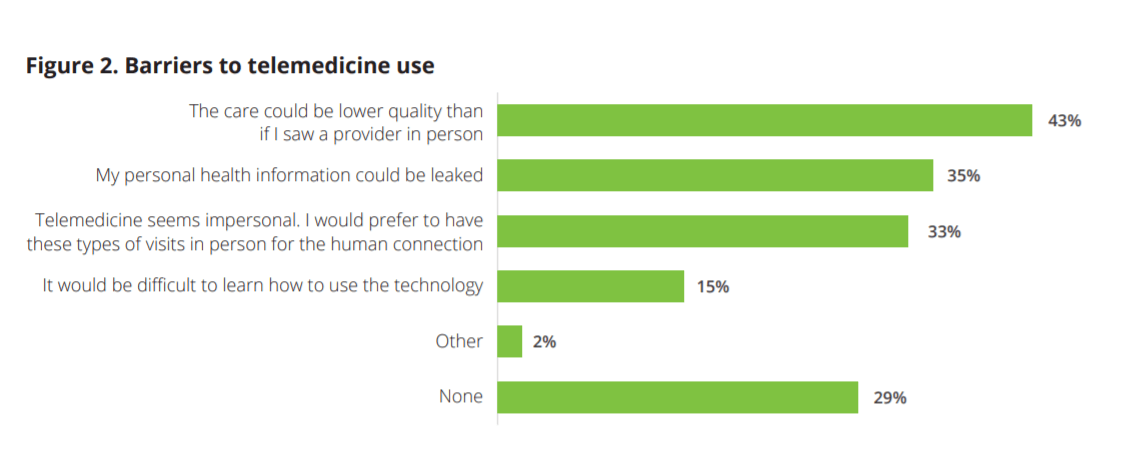 Figure 2. Barriers to telemedicine use
The care could be lower quality than
if I saw a provider in person
43%
My personal health information could be leaked
35%
Telemedicine seems impersonal. I would prefer to have
these types of visits in person for the human connection
33%
It would be difficult to learn how to use the technology
15%
Other
2%
None
29%